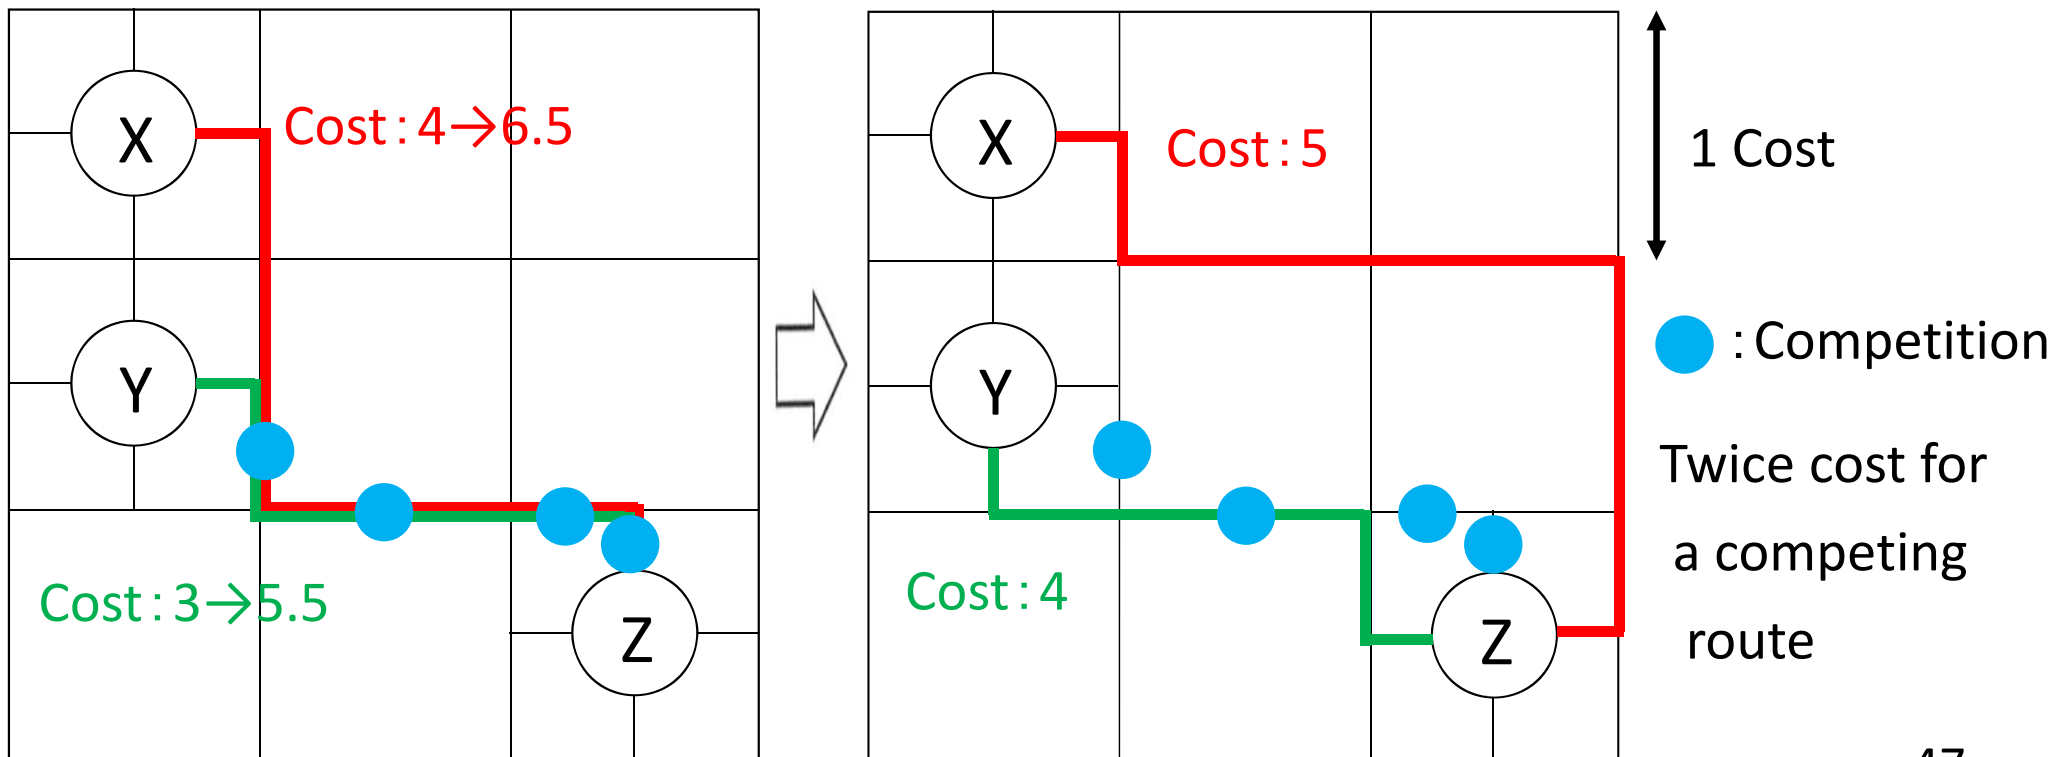 X
Cost:4→6.5
Y
Cost:3→5.5
Z
X
Cost:5
Y
Cost:4
Z
1 Cost
:Competition
Twice cost for
a competing
route